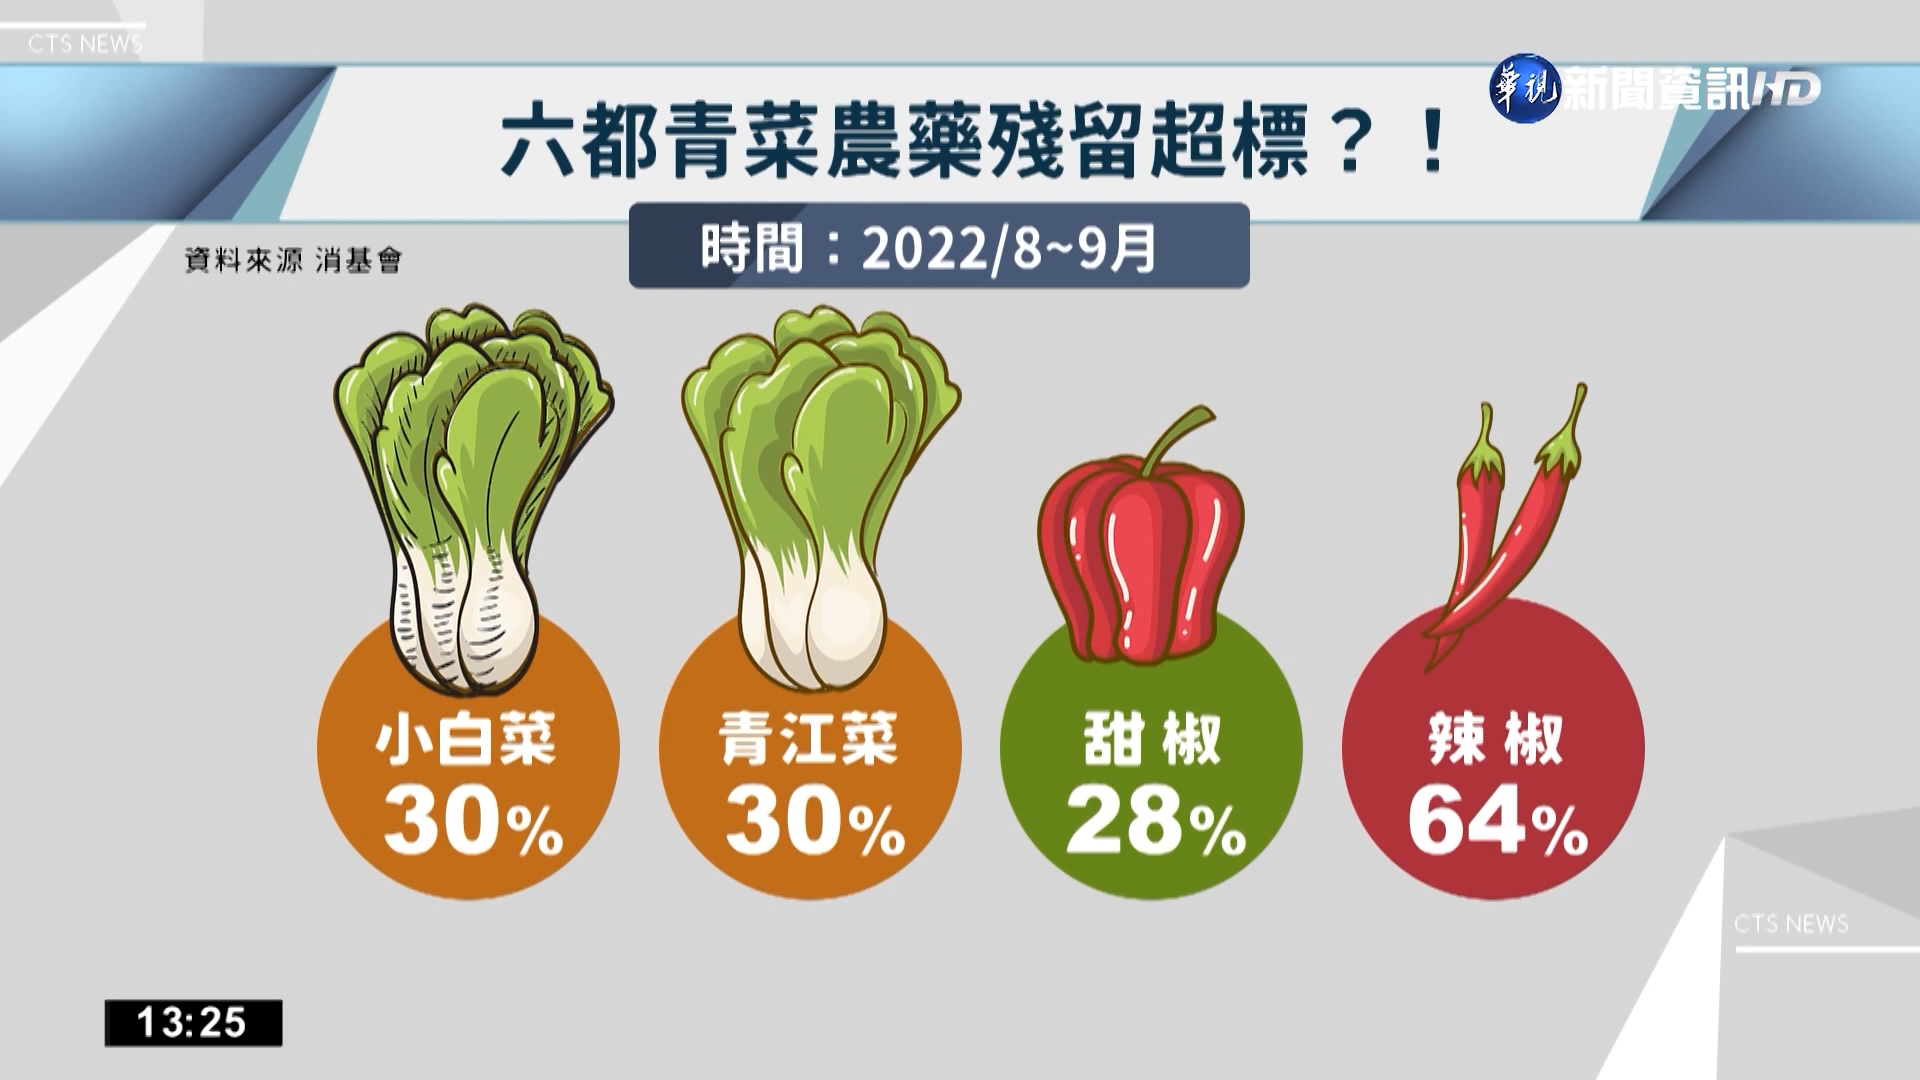 CTS NEWS
華視新聞資訊HD
六都青菜農藥殘留超標？！
時間：2022/8~9月
資料來源 消基會
小白菜
30%
青江菜
30%
甜椒
28%
辣椒
64%
CTS NEWS
13:25